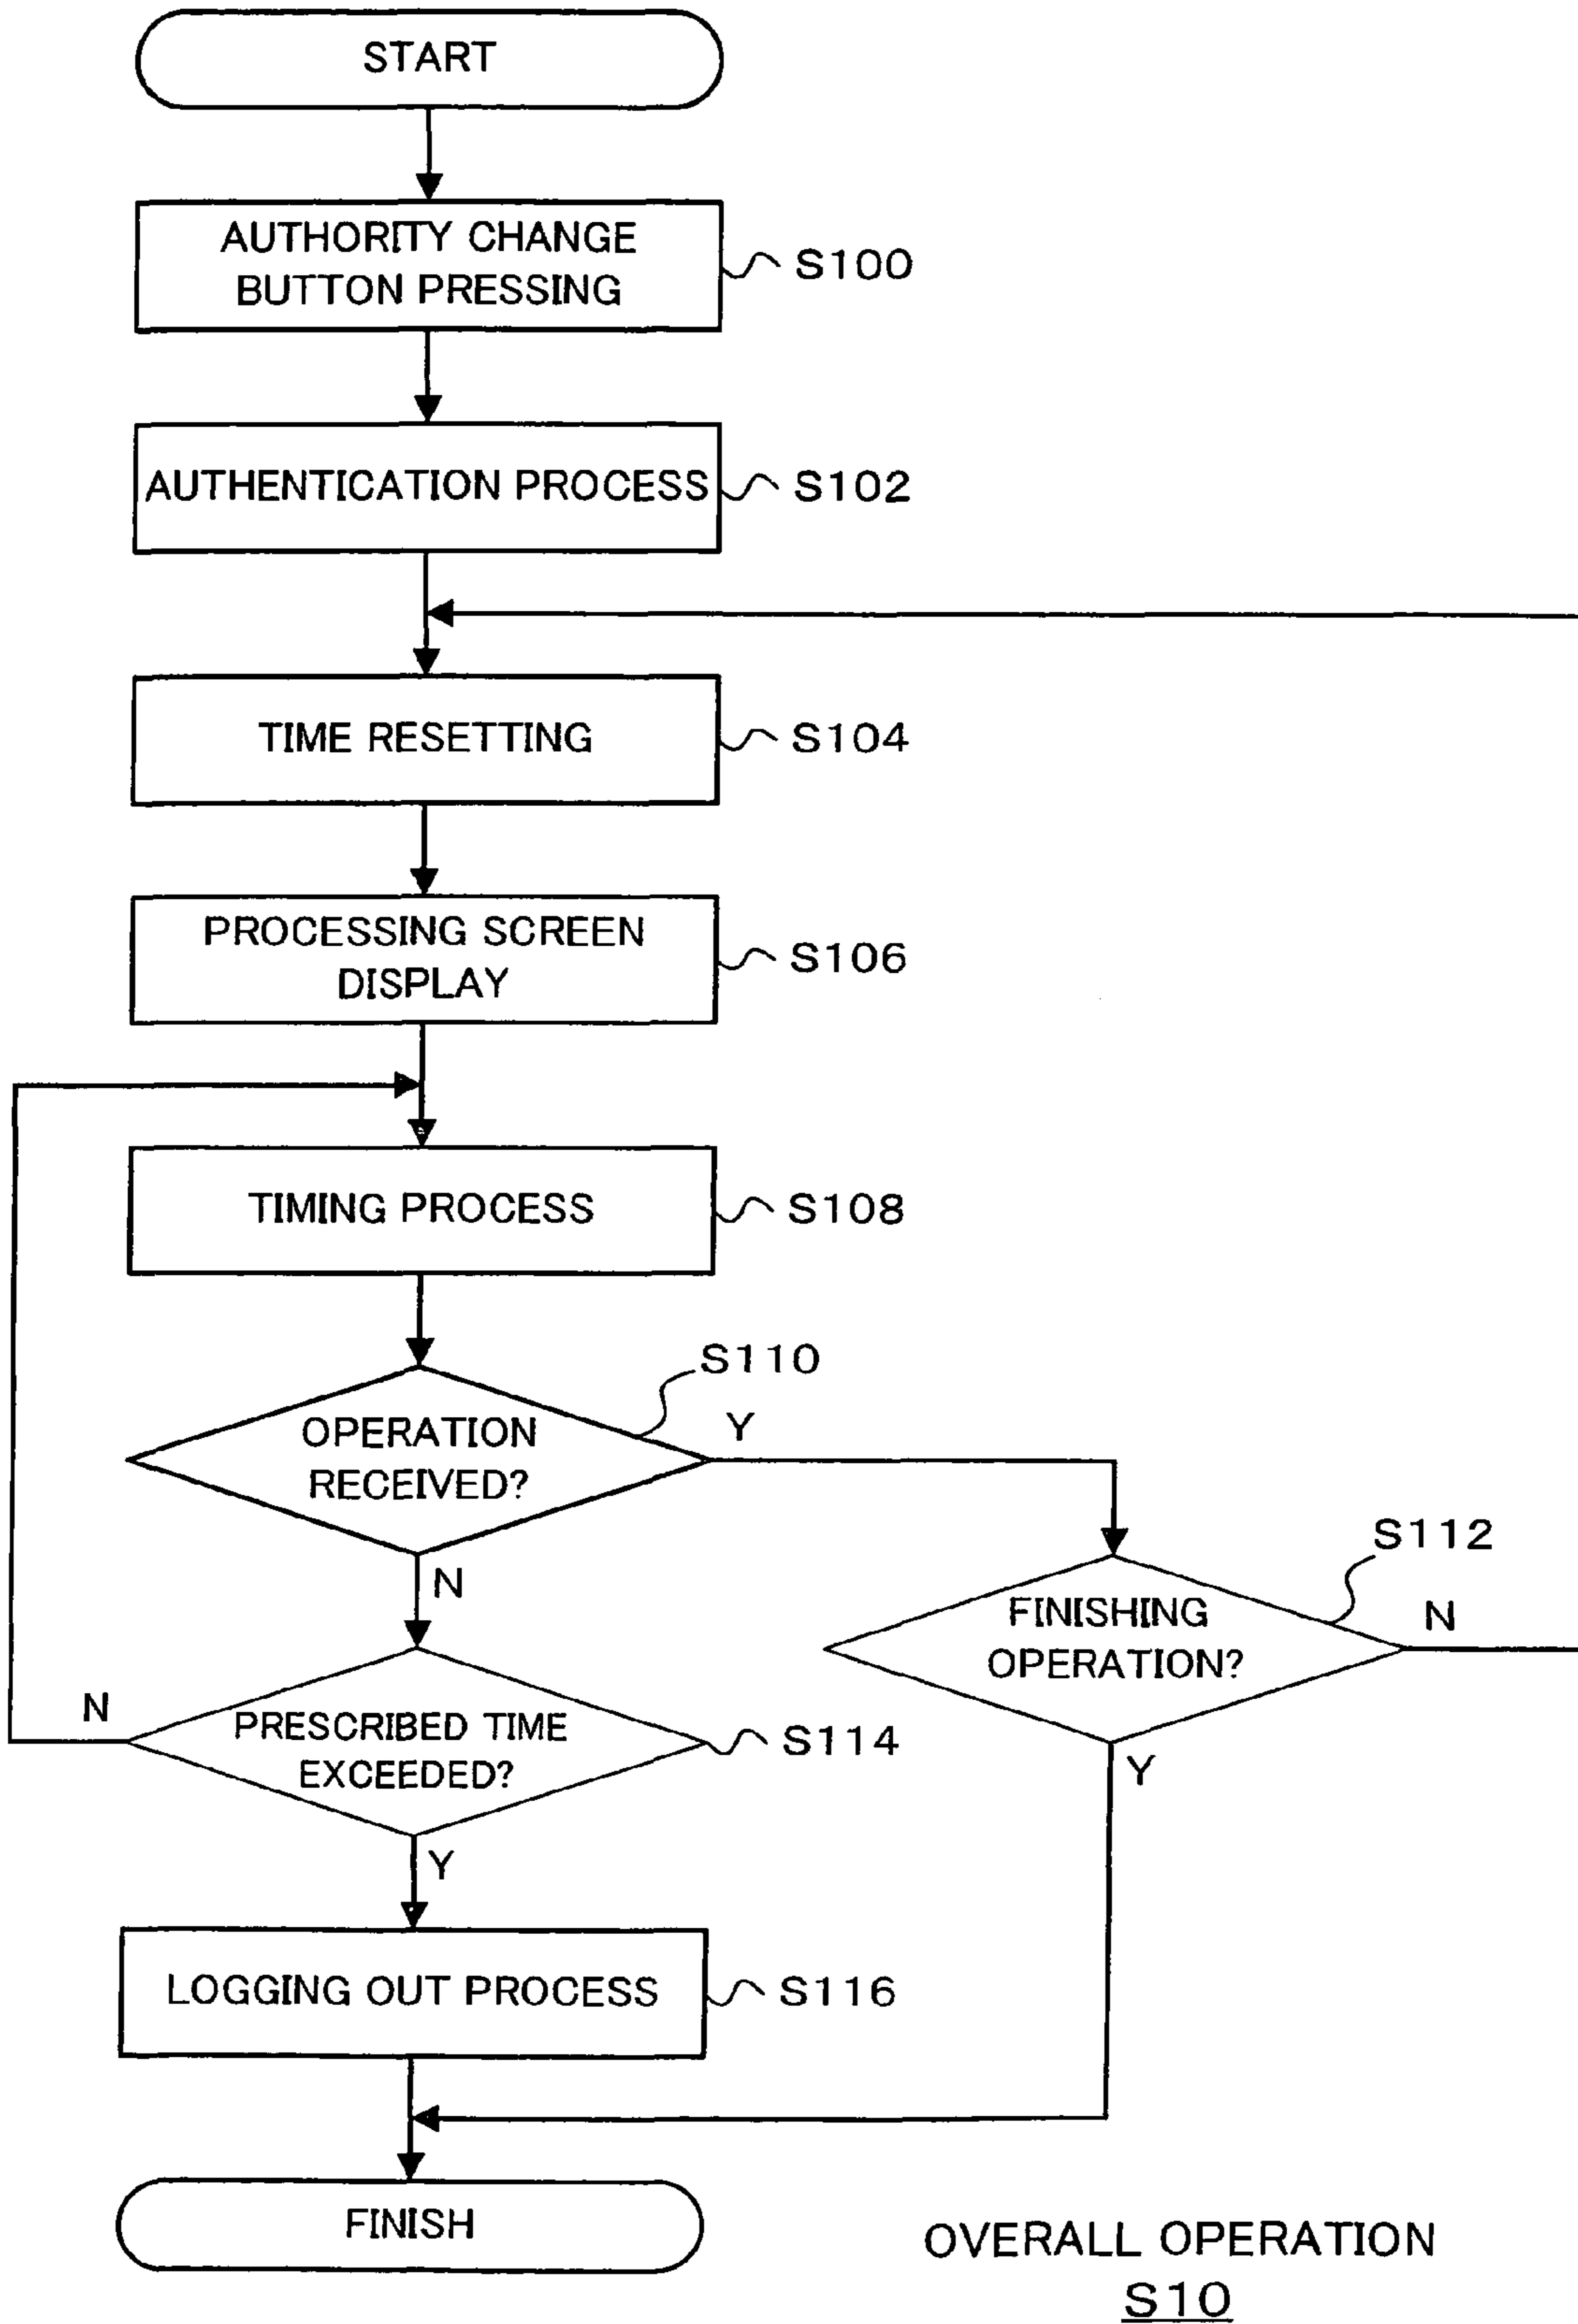 START
AUTHORITY CHANGE
BUTTON PRESSING
S100
AUTHENTICATION PROCESS
S102
TIME RESETTING
S104
PROCESSING SCREEN
DISPLAY
S106
TIMING PROCESS
S108
S110
OPERATION
RECEIVED?
Y
N
S112
FINISHING
OPERATION?
N
Y
N
PRESCRIBED TIME
EXCEEDED?
S114
Y
LOGGING OUT PROCESS
S116
FINISH
OVERALL OPERATION
S10